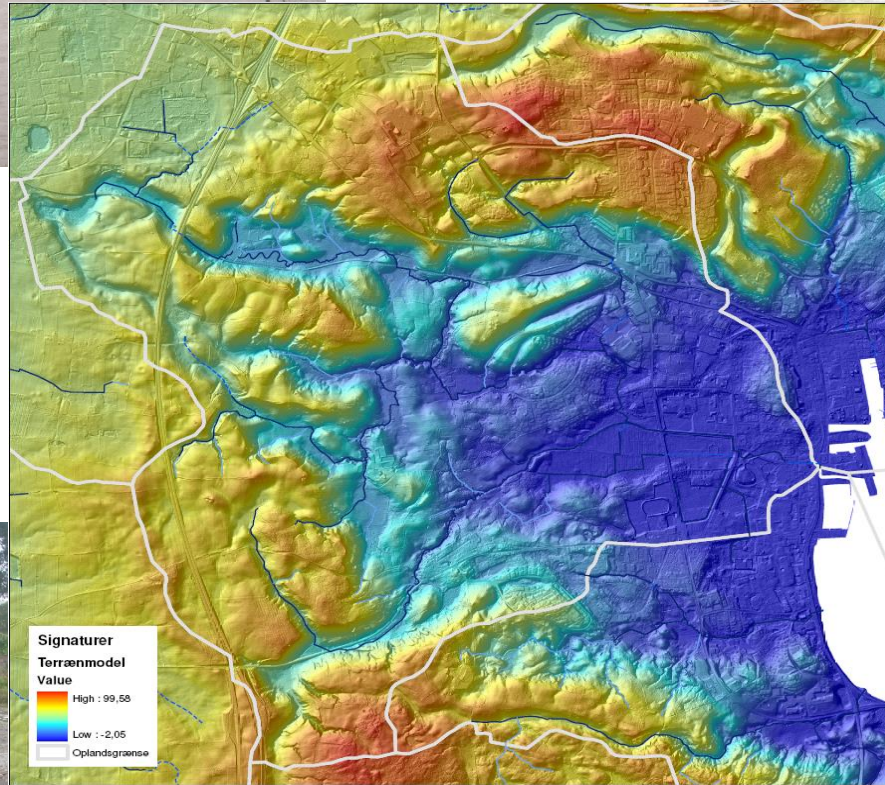 Signaturer
Terrænmodel
Value
High : 99,58
Low : -2,05
Oplandsgrænse